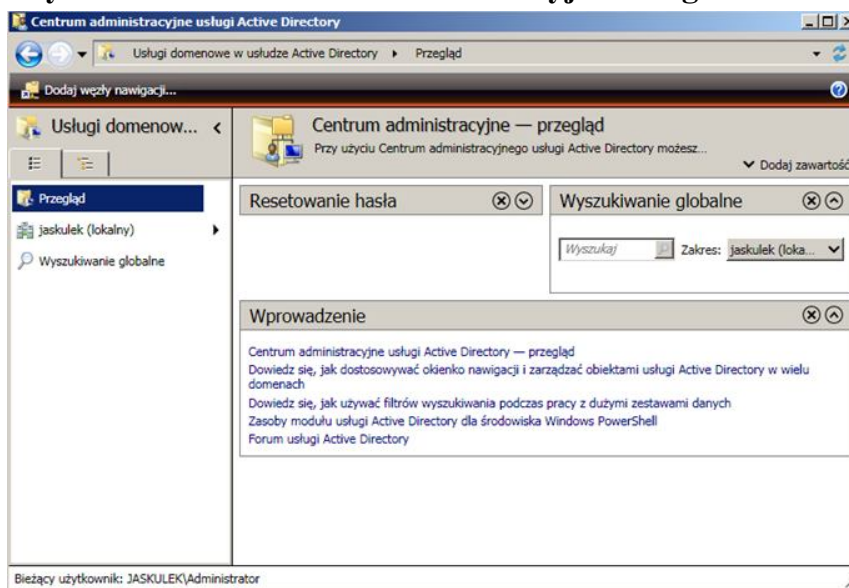 Centrum administracyjne usługi Active Directory
Usługi domenowe w usłudze Active Directory Przegląd
Dodaj węzły nawigacji...
Usługi domenow...
Centrum administracyjne — przegląd
Przy użyciu Centrum administracyjnego usługi Active Directory możesz...
Dodaj zawartość
Przegląd
jaskulek (lokalny)
Wyszukiwanie globalne
Resetowanie hasła
Wyszukiwanie globalne
Wyszukaj Zakres: jaskulek (loka...
Wprowadzenie
Centrum administracyjne usługi Active Directory — przegląd
Dowiedz się, jak dostosowywać okienko nawigacji i zarządzać obiektami usługi Active Directory w wielu
domenach
Dowiedz się, jak używać filtrów wyszukiwania podczas pracy z dużymi zestawami danych
Zasoby modułu usługi Active Directory dla środowiska Windows PowerShell
Forum usługi Active Directory
Bieżący użytkownik: JASKULEK\Administrator